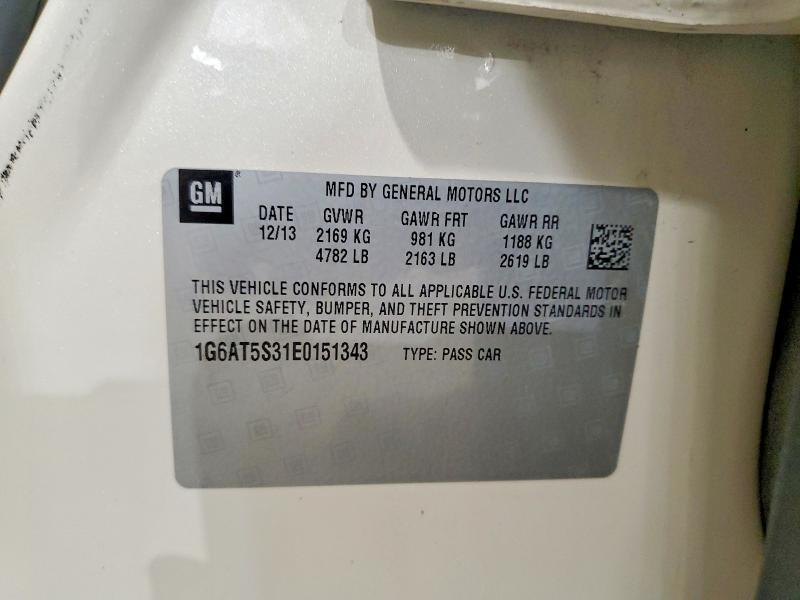 GM
MFD BY GENERAL MOTORS LLC
DATE GVWR GAWR FRT GAWR RR
12/13 2169 KG 981 KG 1188 KG
4782 LB 2163 LB 2619 LB
THIS VEHICLE CONFORMS TO ALL APPLICABLE U.S. FEDERAL MOTOR
VEHICLE SAFETY, BUMPER, AND THEFT PREVENTION STANDARDS IN
EFFECT ON THE DATE OF MANUFACTURE SHOWN ABOVE.
1G6AT5S31E0151343 TYPE: PASS CAR